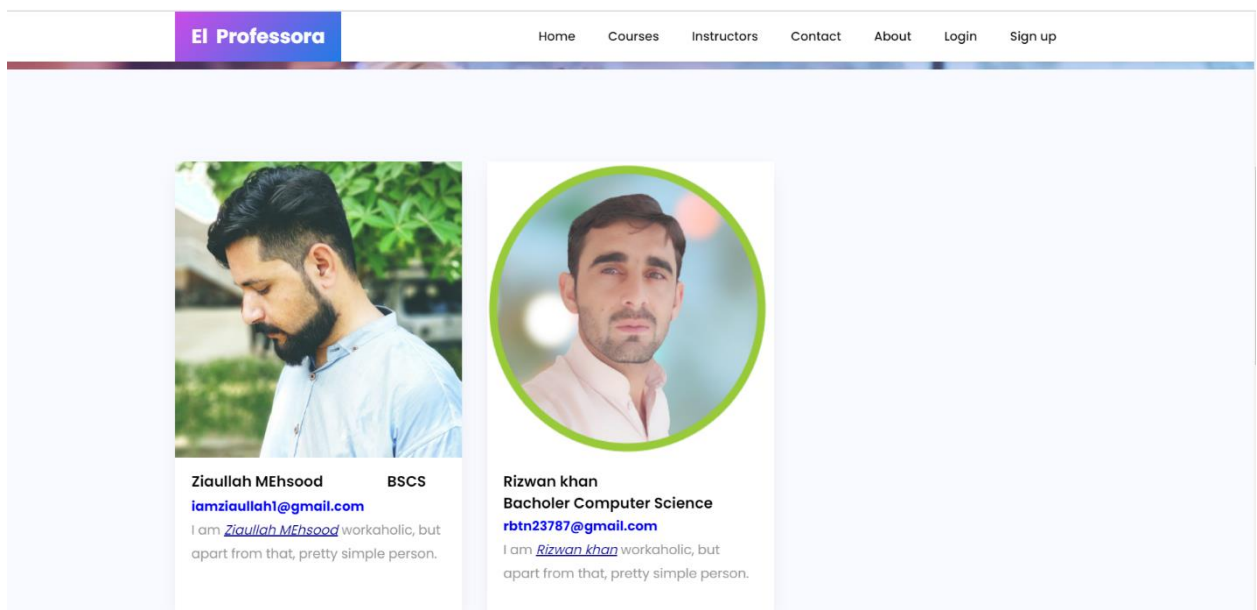 El Professora
Home Courses Instructors Contact About Login Sign up
Ziaullah MEhsood BSCS
iamziaullah1@gmail.com
I am Ziaullah MEhsood workaholic, but
apart from that, pretty simple person.
Rizwan khan
Bacholer Computer Science
rbtn23787@gmail.com
I am Rizwan khan workaholic, but
apart from that, pretty simple person.